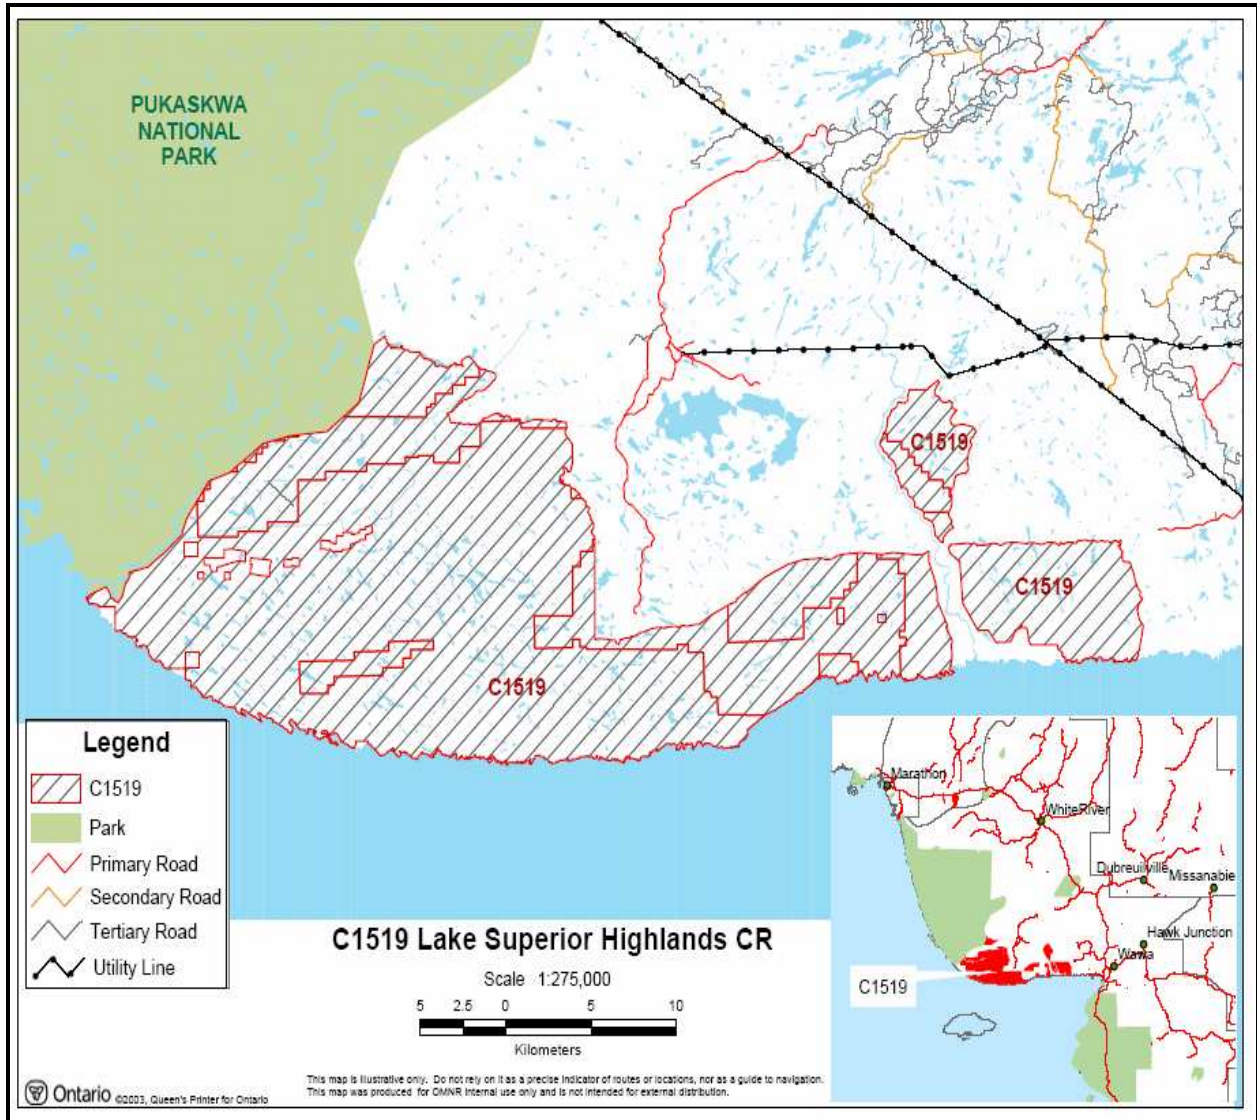 PUKASKWA
NATIONAL
PARK
C1519
C1519
C1519
Legend
C1519
Park
Primary Road
Secondary Road
Tertiary Road
Utility Line
C1519 Lake Superior Highlands CR
Scale 1:275,000
5 2.5 0 5 10
Kilometers
Marathon
WhiteRiver
Dubreuilville
Missanabie
Hawk Junction
Wawa
C1519
Ontario ©2003, Queen's Printer for Ontario
This map is illustrative only. Do not rely on it as a precise indicator of routes or locations, nor as a guide to navigation.
This map was produced for OMNR internal use only and is not intended for external distribution.